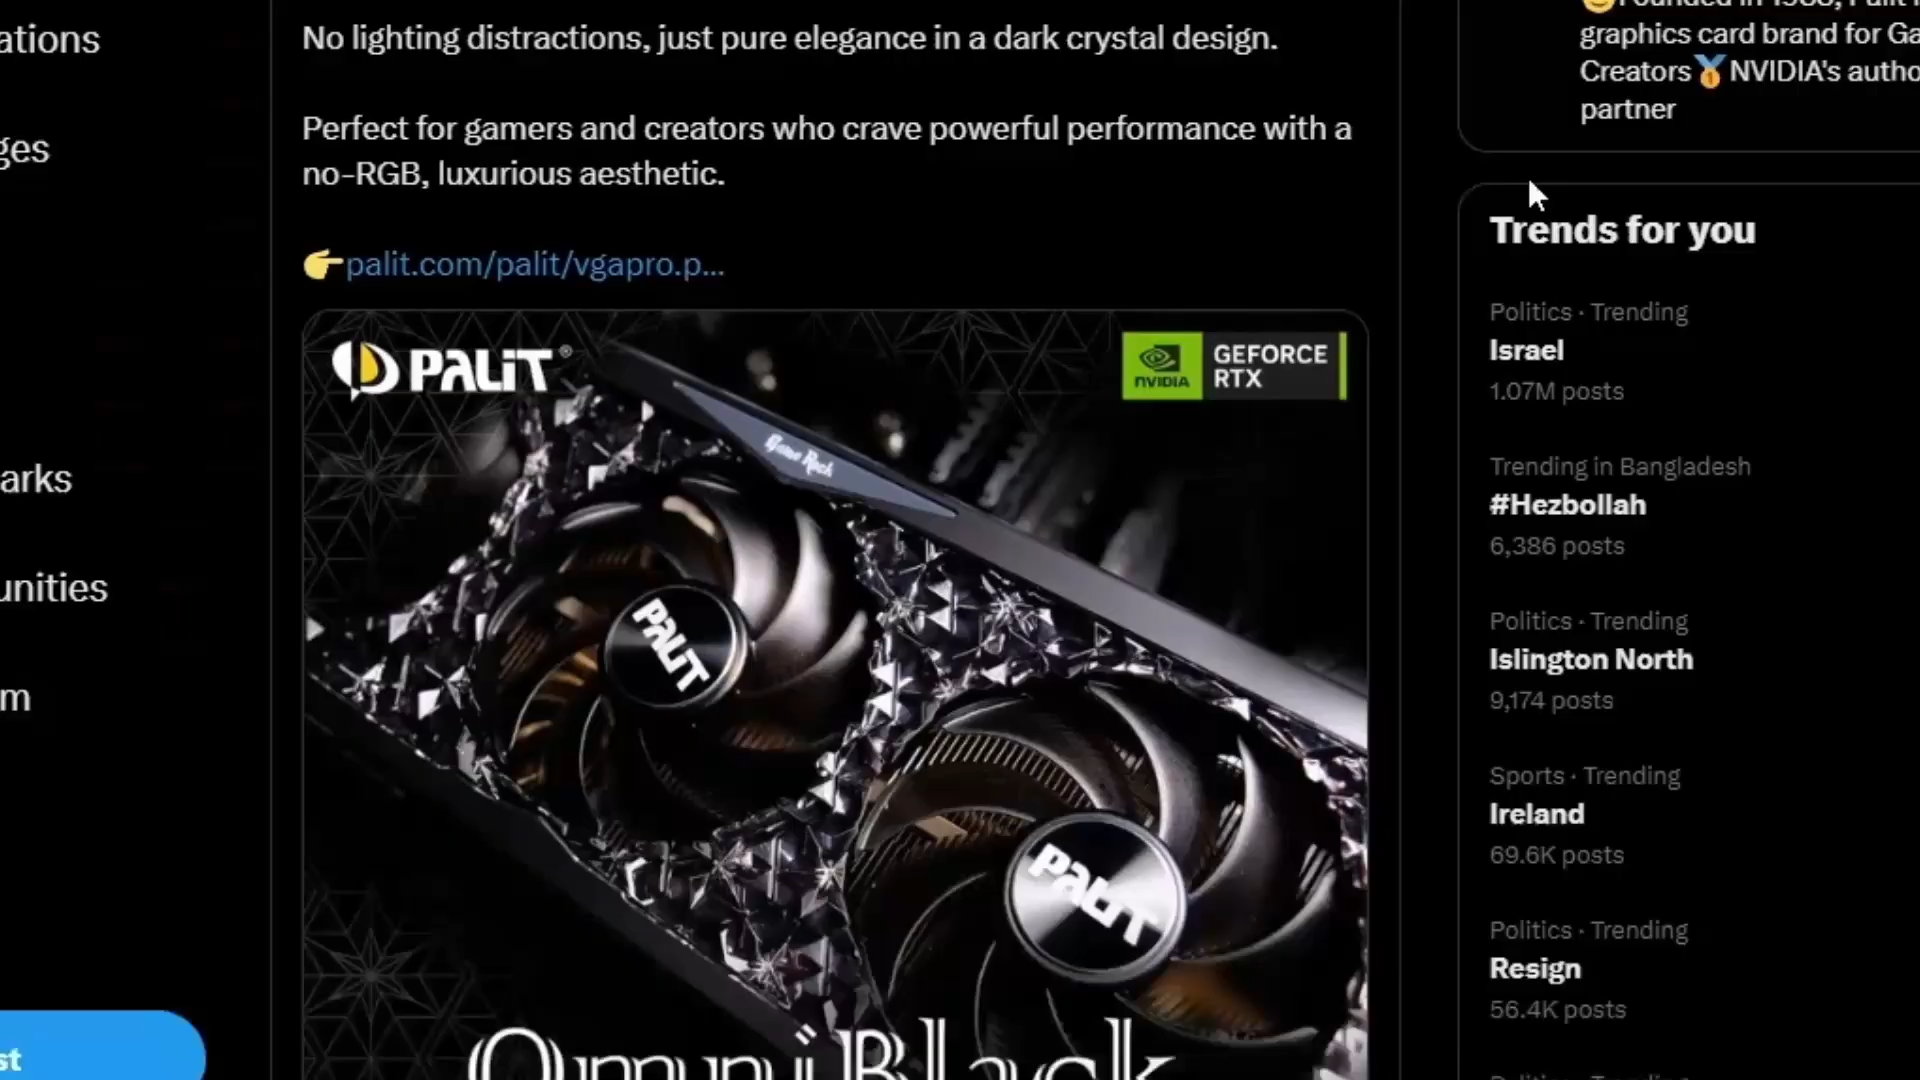 ations
ges
arks
unities
m
st
No lighting distractions, just pure elegance in a dark crystal design.
Perfect for gamers and creators who crave powerful performance with a
no-RGB, luxurious aesthetic.
👉palit.com/palit/vgapro.p...
PALiT®
NVIDIA
GEFORCE
RTX
Game Rock
PALIT
PALIT
OmniBlack
graphics card brand for Ga
Creators🏅NVIDIA's autho
partner
Trends for you
Politics · Trending
Israel
1.07M posts
Trending in Bangladesh
#Hezbollah
6,386 posts
Politics · Trending
Islington North
9,174 posts
Sports · Trending
Ireland
69.6K posts
Politics · Trending
Resign
56.4K posts